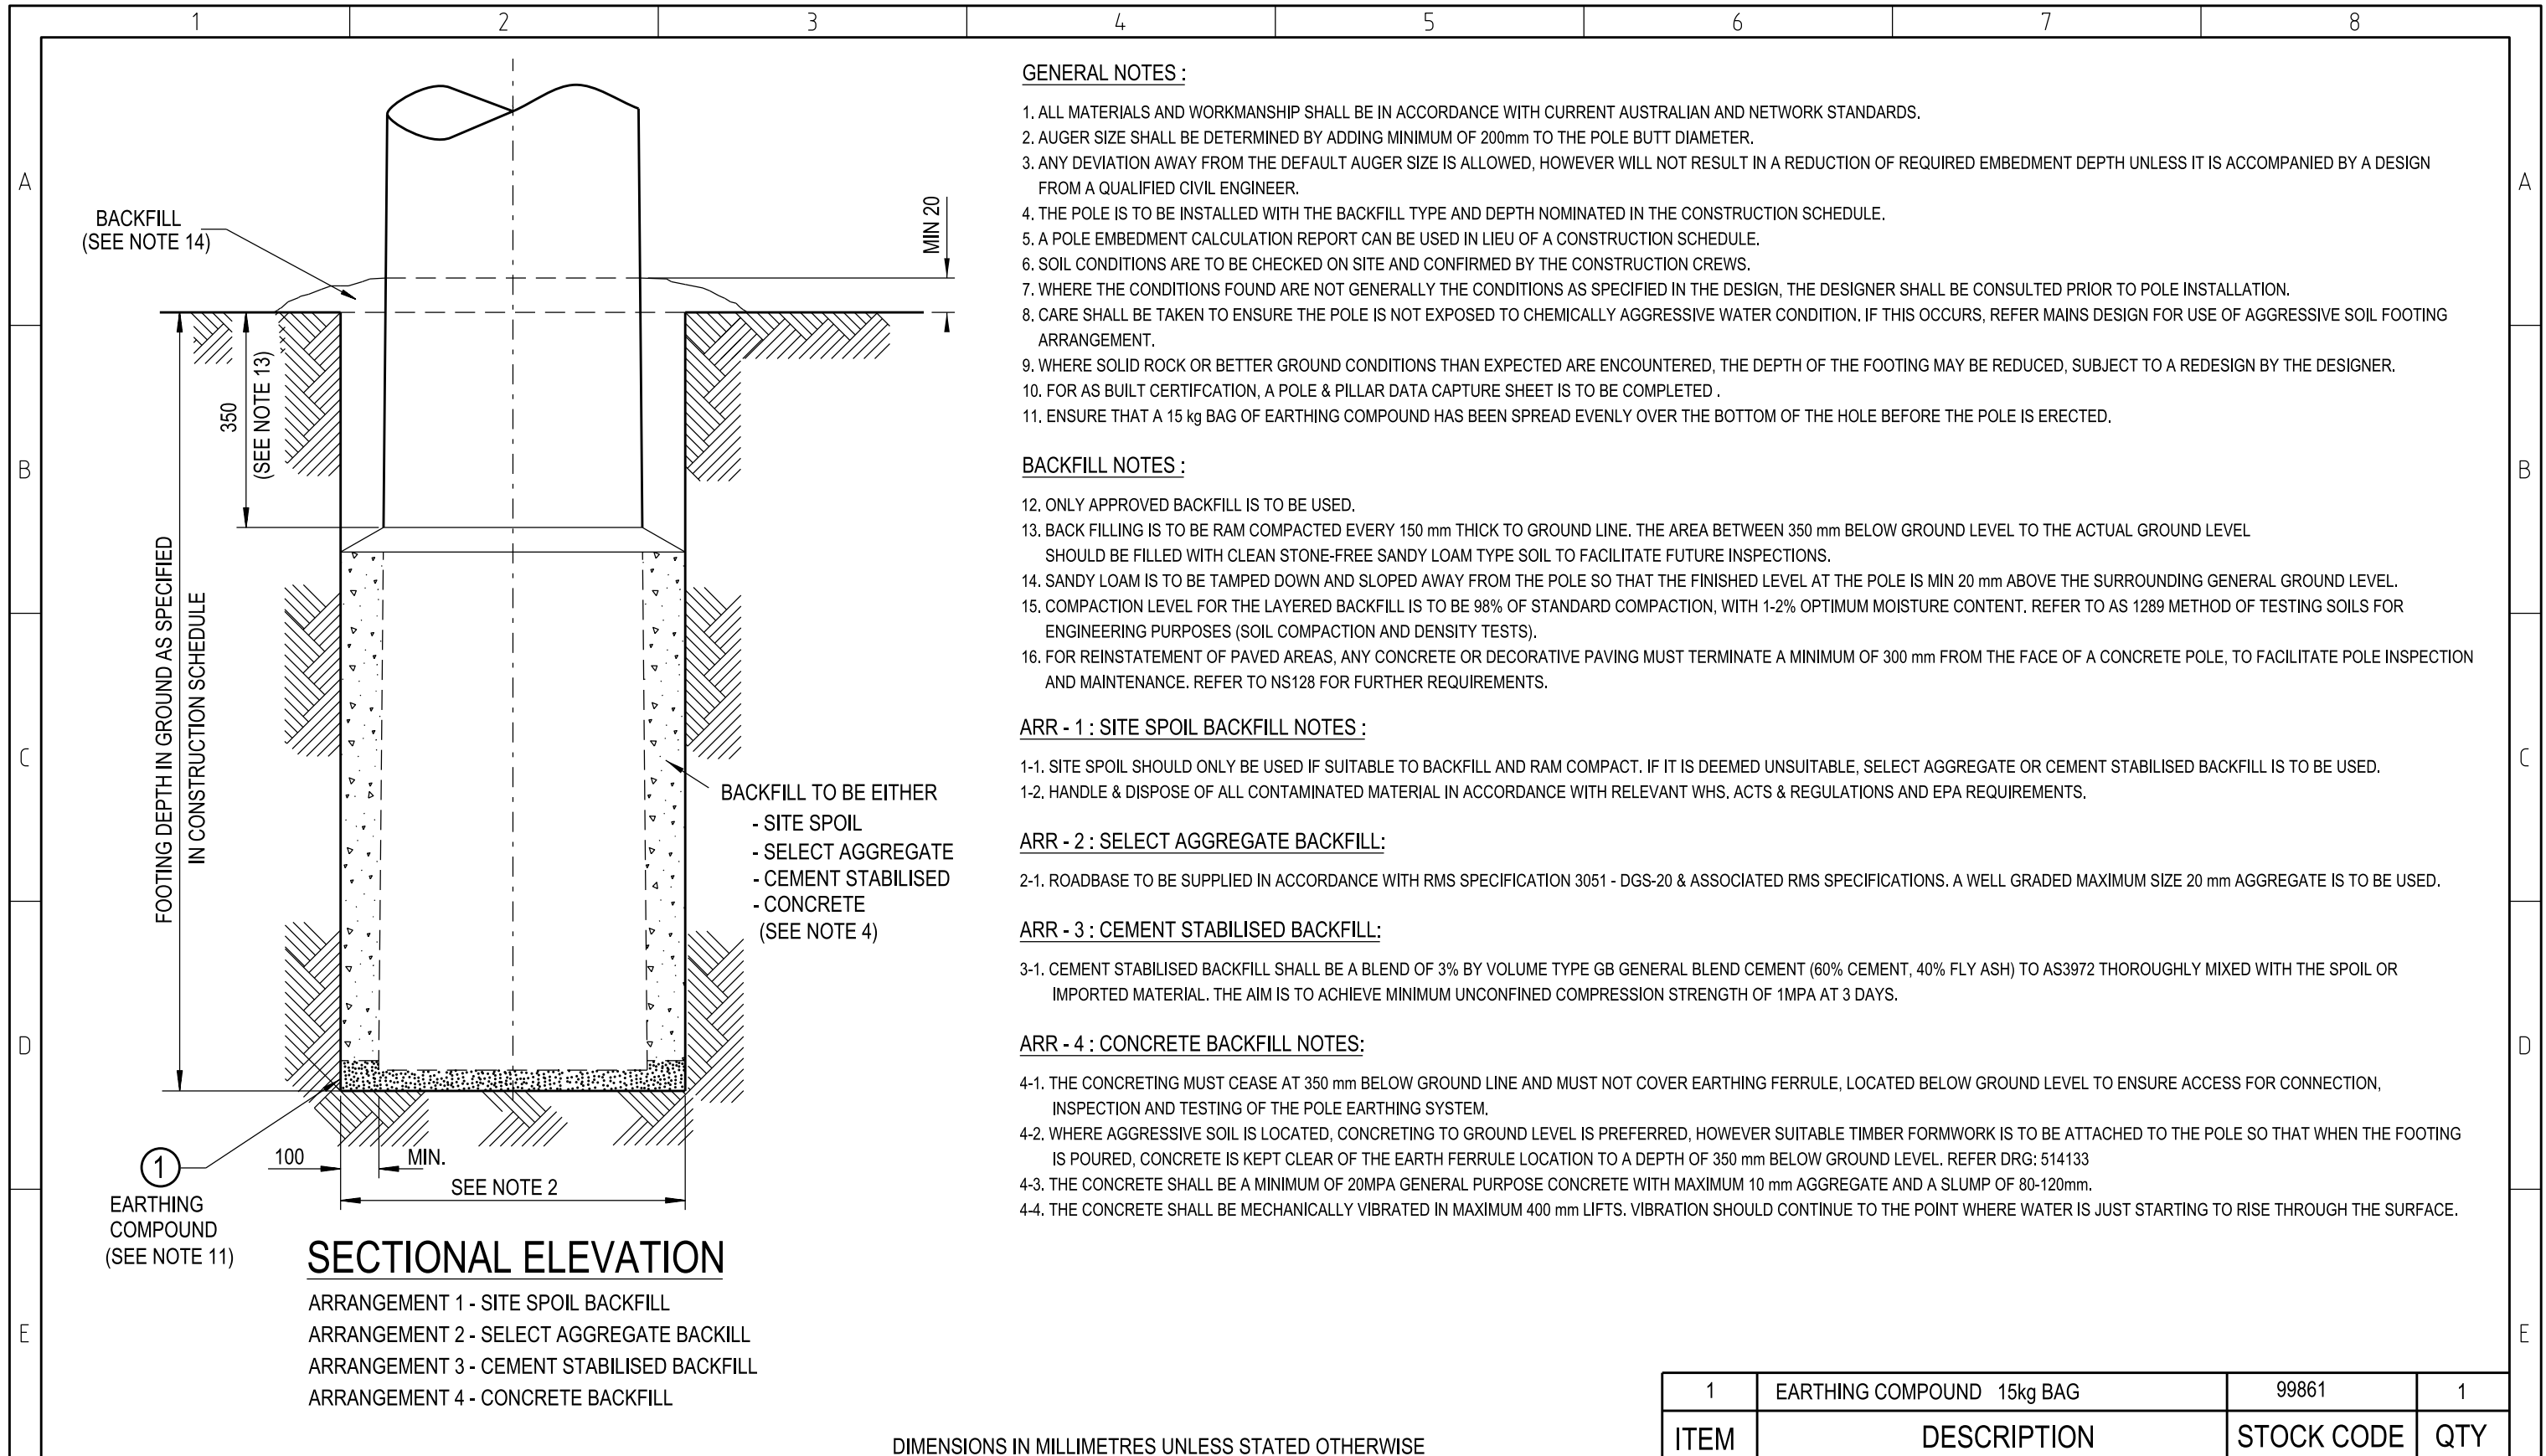 1 2 3 4 5 6 7 8
A
A
B
B
C
C
D
D
E
E
BACKFILL
(SEE NOTE 14)
MIN 20
350
(SEE NOTE 13)
FOOTING DEPTH IN GROUND AS SPECIFIED
IN CONSTRUCTION SCHEDULE
BACKFILL TO BE EITHER
- SITE SPOIL
- SELECT AGGREGATE
- CEMENT STABILISED
- CONCRETE
(SEE NOTE 4)
1
EARTHING
COMPOUND
(SEE NOTE 11)
100 MIN.
SEE NOTE 2
SECTIONAL ELEVATION
ARRANGEMENT 1 - SITE SPOIL BACKFILL
ARRANGEMENT 2 - SELECT AGGREGATE BACKILL
ARRANGEMENT 3 - CEMENT STABILISED BACKFILL
ARRANGEMENT 4 - CONCRETE BACKFILL
GENERAL NOTES :
1. ALL MATERIALS AND WORKMANSHIP SHALL BE IN ACCORDANCE WITH CURRENT AUSTRALIAN AND NETWORK STANDARDS.
2. AUGER SIZE SHALL BE DETERMINED BY ADDING MINIMUM OF 200mm TO THE POLE BUTT DIAMETER.
3. ANY DEVIATION AWAY FROM THE DEFAULT AUGER SIZE IS ALLOWED, HOWEVER WILL NOT RESULT IN A REDUCTION OF REQUIRED EMBEDMENT DEPTH UNLESS IT IS ACCOMPANIED BY A DESIGN
FROM A QUALIFIED CIVIL ENGINEER.
4. THE POLE IS TO BE INSTALLED WITH THE BACKFILL TYPE AND DEPTH NOMINATED IN THE CONSTRUCTION SCHEDULE.
5. A POLE EMBEDMENT CALCULATION REPORT CAN BE USED IN LIEU OF A CONSTRUCTION SCHEDULE.
6. SOIL CONDITIONS ARE TO BE CHECKED ON SITE AND CONFIRMED BY THE CONSTRUCTION CREWS.
7. WHERE THE CONDITIONS FOUND ARE NOT GENERALLY THE CONDITIONS AS SPECIFIED IN THE DESIGN, THE DESIGNER SHALL BE CONSULTED PRIOR TO POLE INSTALLATION.
8. CARE SHALL BE TAKEN TO ENSURE THE POLE IS NOT EXPOSED TO CHEMICALLY AGGRESSIVE WATER CONDITION. IF THIS OCCURS, REFER MAINS DESIGN FOR USE OF AGGRESSIVE SOIL FOOTING
ARRANGEMENT.
9. WHERE SOLID ROCK OR BETTER GROUND CONDITIONS THAN EXPECTED ARE ENCOUNTERED, THE DEPTH OF THE FOOTING MAY BE REDUCED, SUBJECT TO A REDESIGN BY THE DESIGNER.
10. FOR AS BUILT CERTIFCATION, A POLE & PILLAR DATA CAPTURE SHEET IS TO BE COMPLETED .
11. ENSURE THAT A 15 kg BAG OF EARTHING COMPOUND HAS BEEN SPREAD EVENLY OVER THE BOTTOM OF THE HOLE BEFORE THE POLE IS ERECTED.
BACKFILL NOTES :
12. ONLY APPROVED BACKFILL IS TO BE USED.
13. BACK FILLING IS TO BE RAM COMPACTED EVERY 150 mm THICK TO GROUND LINE. THE AREA BETWEEN 350 mm BELOW GROUND LEVEL TO THE ACTUAL GROUND LEVEL
SHOULD BE FILLED WITH CLEAN STONE-FREE SANDY LOAM TYPE SOIL TO FACILITATE FUTURE INSPECTIONS.
14. SANDY LOAM IS TO BE TAMPED DOWN AND SLOPED AWAY FROM THE POLE SO THAT THE FINISHED LEVEL AT THE POLE IS MIN 20 mm ABOVE THE SURROUNDING GENERAL GROUND LEVEL.
15. COMPACTION LEVEL FOR THE LAYERED BACKFILL IS TO BE 98% OF STANDARD COMPACTION, WITH 1-2% OPTIMUM MOISTURE CONTENT. REFER TO AS 1289 METHOD OF TESTING SOILS FOR
ENGINEERING PURPOSES (SOIL COMPACTION AND DENSITY TESTS).
16. FOR REINSTATEMENT OF PAVED AREAS, ANY CONCRETE OR DECORATIVE PAVING MUST TERMINATE A MINIMUM OF 300 mm FROM THE FACE OF A CONCRETE POLE, TO FACILITATE POLE INSPECTION
AND MAINTENANCE. REFER TO NS128 FOR FURTHER REQUIREMENTS.
ARR - 1 : SITE SPOIL BACKFILL NOTES :
1-1. SITE SPOIL SHOULD ONLY BE USED IF SUITABLE TO BACKFILL AND RAM COMPACT. IF IT IS DEEMED UNSUITABLE, SELECT AGGREGATE OR CEMENT STABILISED BACKFILL IS TO BE USED.
1-2. HANDLE & DISPOSE OF ALL CONTAMINATED MATERIAL IN ACCORDANCE WITH RELEVANT WHS. ACTS & REGULATIONS AND EPA REQUIREMENTS.
ARR - 2 : SELECT AGGREGATE BACKFILL:
2-1. ROADBASE TO BE SUPPLIED IN ACCORDANCE WITH RMS SPECIFICATION 3051 - DGS-20 & ASSOCIATED RMS SPECIFICATIONS. A WELL GRADED MAXIMUM SIZE 20 mm AGGREGATE IS TO BE USED.
ARR - 3 : CEMENT STABILISED BACKFILL:
3-1. CEMENT STABILISED BACKFILL SHALL BE A BLEND OF 3% BY VOLUME TYPE GB GENERAL BLEND CEMENT (60% CEMENT, 40% FLY ASH) TO AS3972 THOROUGHLY MIXED WITH THE SPOIL OR
IMPORTED MATERIAL. THE AIM IS TO ACHIEVE MINIMUM UNCONFINED COMPRESSION STRENGTH OF 1MPA AT 3 DAYS.
ARR - 4 : CONCRETE BACKFILL NOTES:
4-1. THE CONCRETING MUST CEASE AT 350 mm BELOW GROUND LINE AND MUST NOT COVER EARTHING FERRULE, LOCATED BELOW GROUND LEVEL TO ENSURE ACCESS FOR CONNECTION,
INSPECTION AND TESTING OF THE POLE EARTHING SYSTEM.
4-2. WHERE AGGRESSIVE SOIL IS LOCATED, CONCRETING TO GROUND LEVEL IS PREFERRED, HOWEVER SUITABLE TIMBER FORMWORK IS TO BE ATTACHED TO THE POLE SO THAT WHEN THE FOOTING
IS POURED, CONCRETE IS KEPT CLEAR OF THE EARTH FERRULE LOCATION TO A DEPTH OF 350 mm BELOW GROUND LEVEL. REFER DRG: 514133
4-3. THE CONCRETE SHALL BE A MINIMUM OF 20MPA GENERAL PURPOSE CONCRETE WITH MAXIMUM 10 mm AGGREGATE AND A SLUMP OF 80-120mm.
4-4. THE CONCRETE SHALL BE MECHANICALLY VIBRATED IN MAXIMUM 400 mm LIFTS. VIBRATION SHOULD CONTINUE TO THE POINT WHERE WATER IS JUST STARTING TO RISE THROUGH THE SURFACE.
1 EARTHING COMPOUND 15kg BAG 99861 1
ITEM DESCRIPTION STOCK CODE QTY
DIMENSIONS IN MILLIMETRES UNLESS STATED OTHERWISE